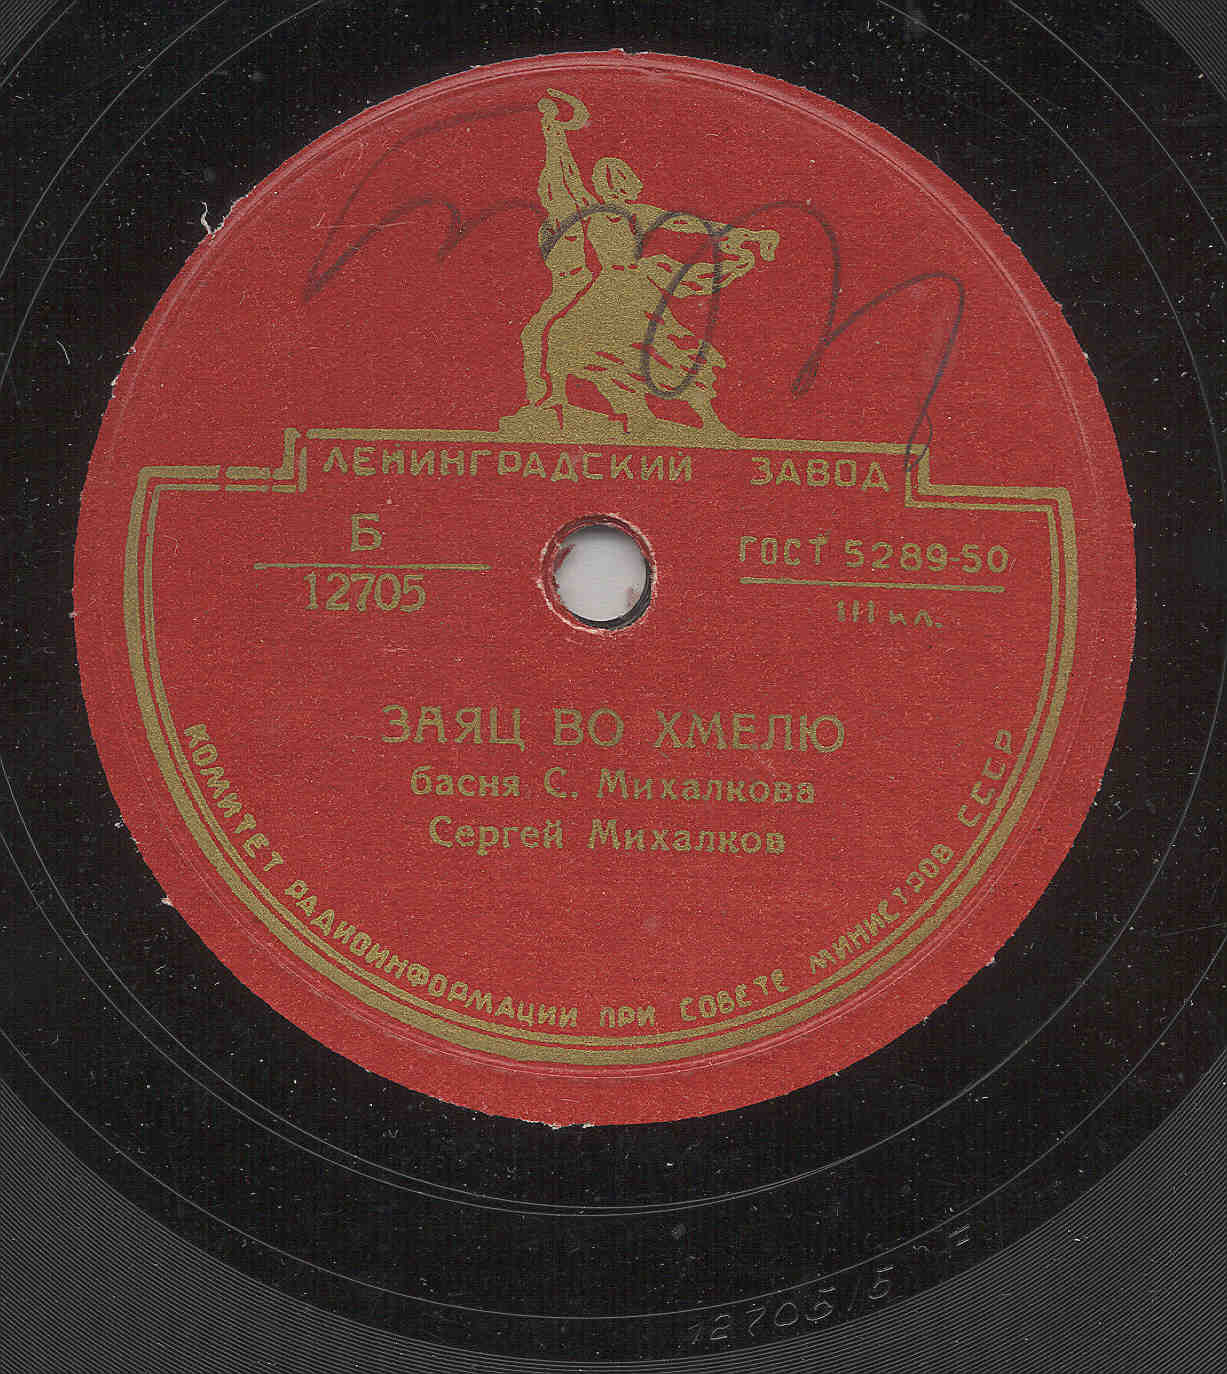 ЛЕНИНГРАДСКИЙ ЗАВОД
Б
12705
ГОСТ 5289-50
III кл.
ЗАЯЦ ВО ХМЕЛЮ
басня С. Михалкова
Сергей Михалков
КОМИТЕТ РАДИОИНФОРМАЦИИ ПРИ СОВЕТЕ МИНИСТРОВ СССР
12705/5